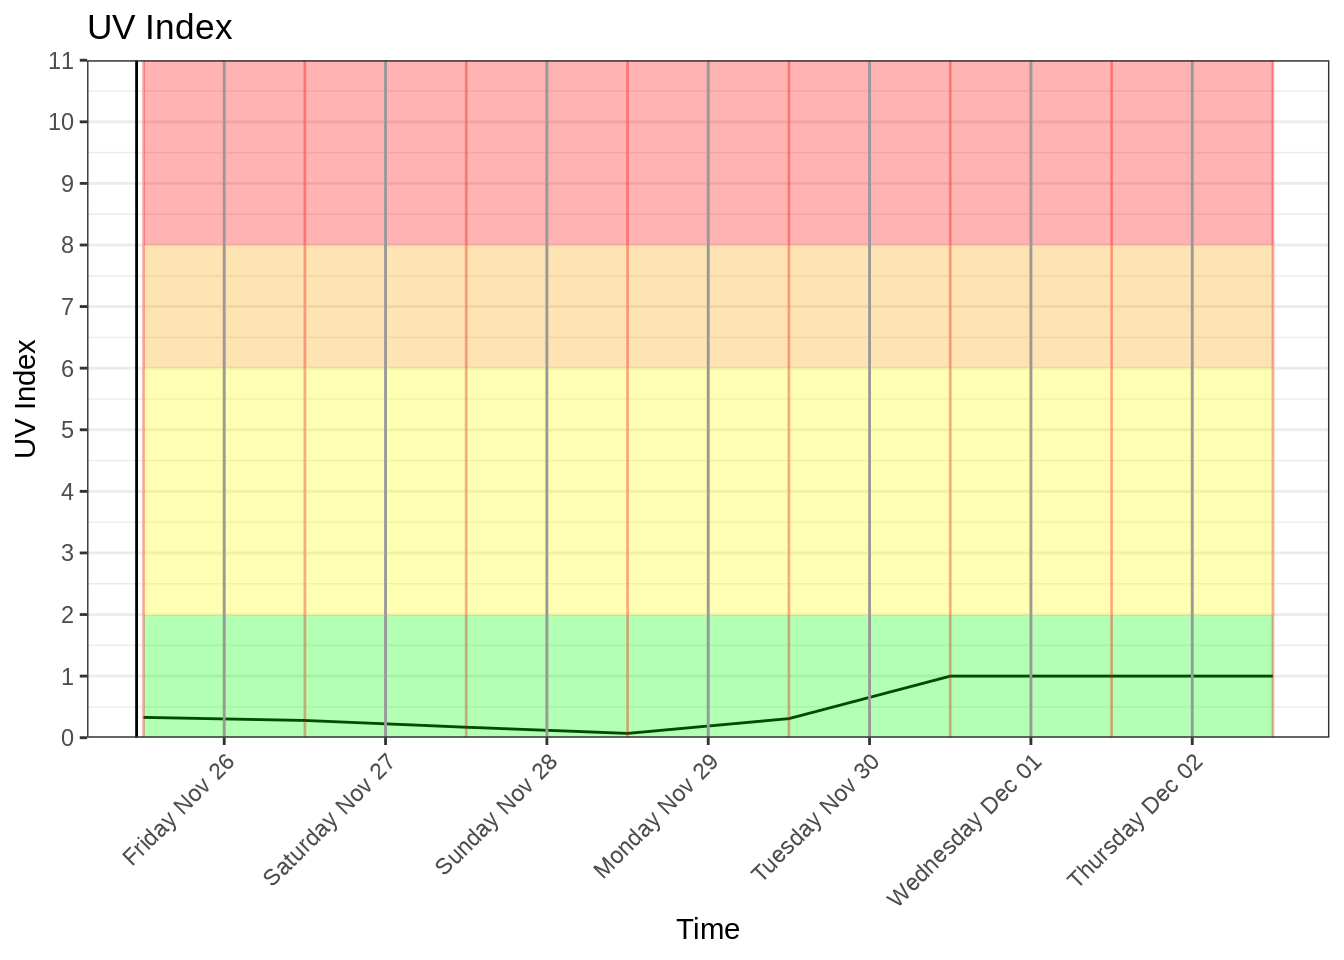 UV Index
11
10
9
8
7
6
5
4
3
2
1
0
UV Index
Friday Nov 26
Saturday Nov 27
Sunday Nov 28
Monday Nov 29
Tuesday Nov 30
Wednesday Dec 01
Thursday Dec 02
Time